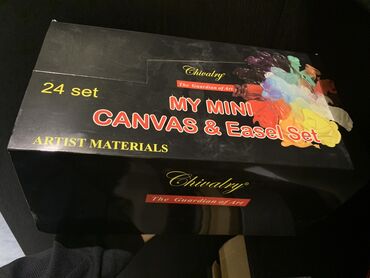 Chivalry®
The Guardian of Art
24 set
MY MINI
CANVAS & Easel Set
ARTIST MATERIALS
Chivalry®
The Guardian of Art